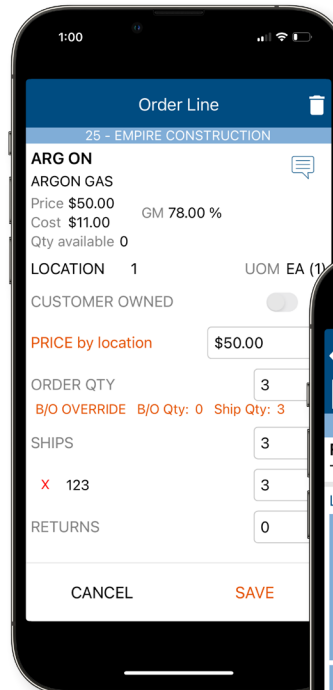 1:00
Order Line
25 - EMPIRE CONSTRUCTION
ARG ON
ARGON GAS
Price $50.00
GM 78.00 %
Cost $11.00
Qty available 0
LOCATION 1 UOM EA (1)
CUSTOMER OWNED
PRICE by location $50.00
ORDER QTY 3
B/O OVERRIDE B/O Qty: 0 Ship Qty: 3
SHIPS 3
X 123 3
RETURNS 0
CANCEL SAVE